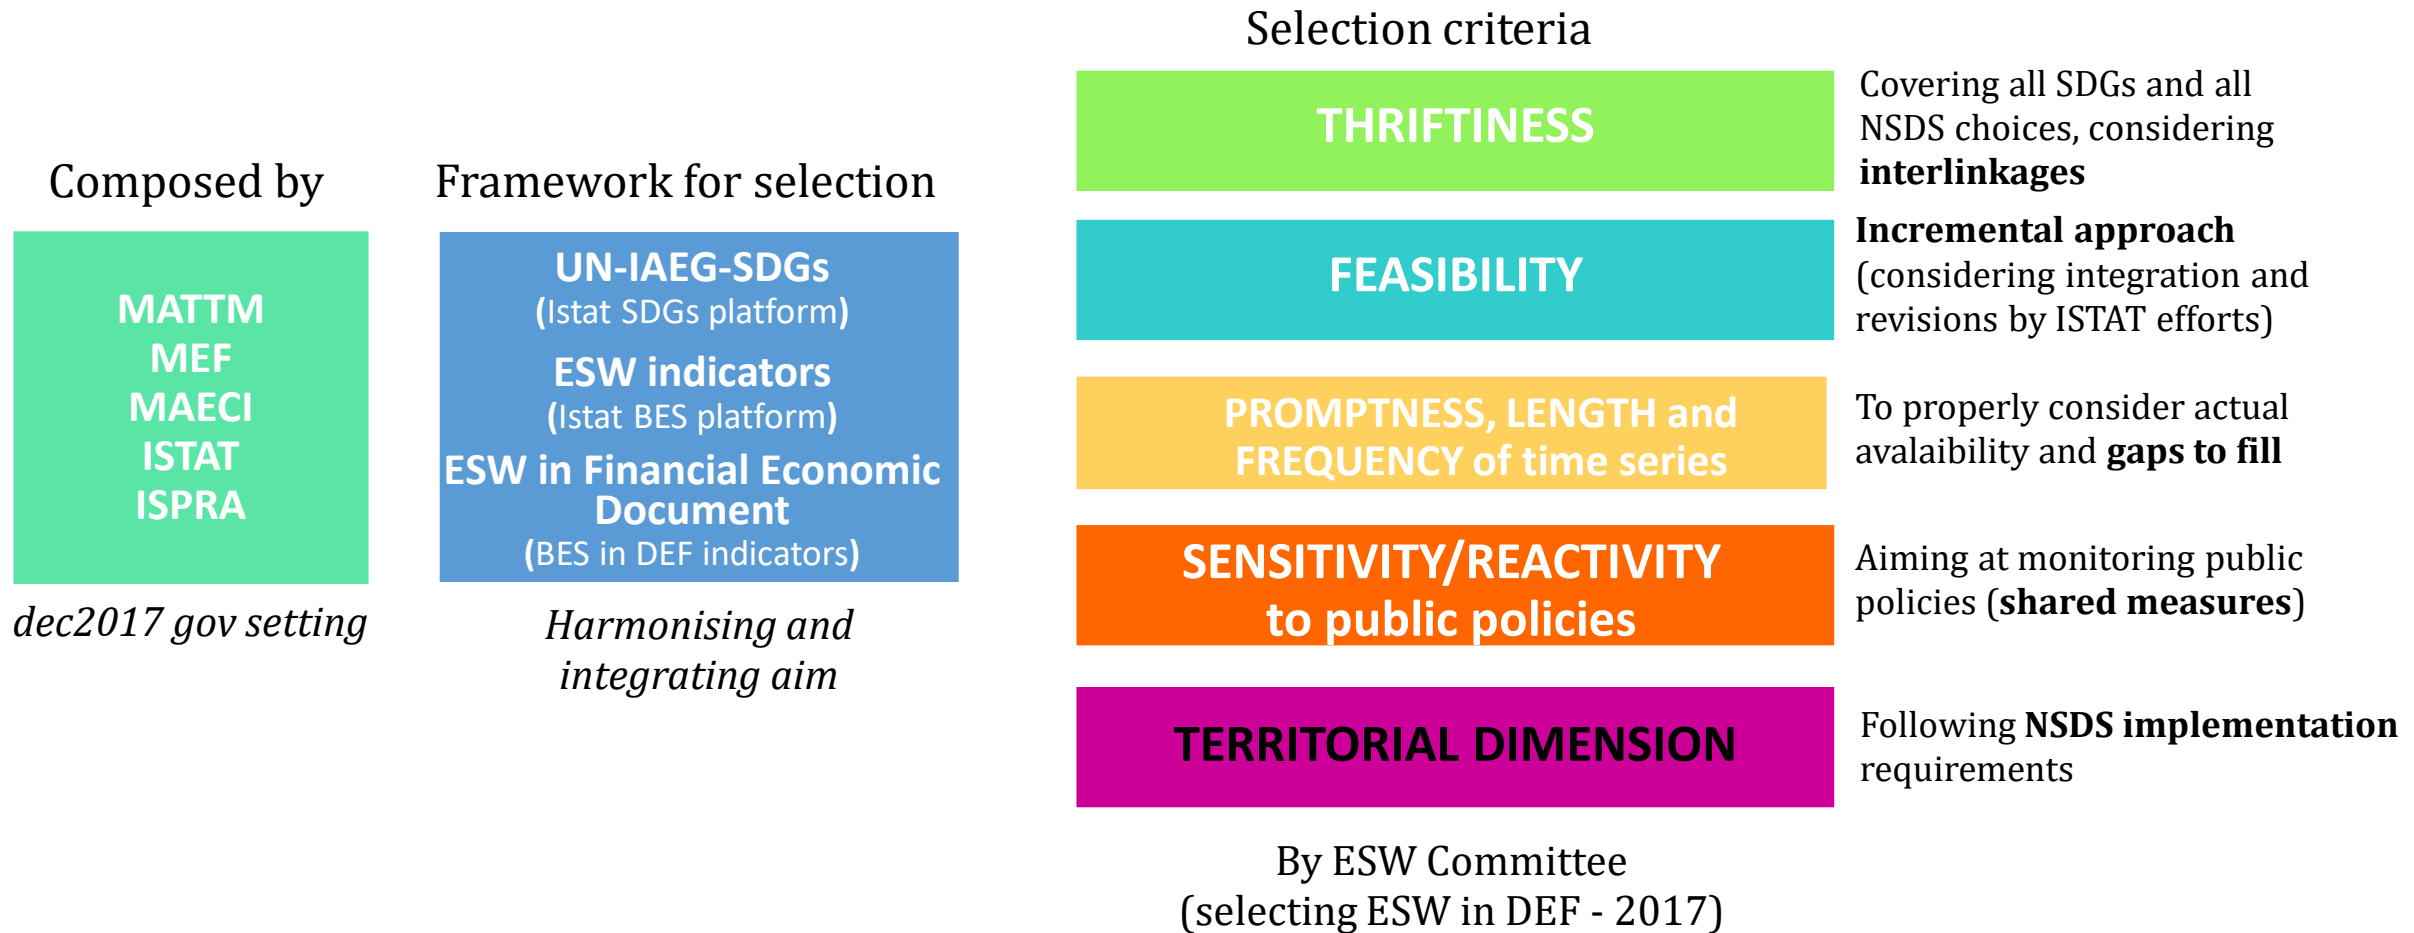 Composed by
MATTM
MEF
MAECI
ISTAT
ISPRA
dec2017 gov setting
Framework for selection
UN-IAEG-SDGs
(Istat SDGs platform)
ESW indicators
(Istat BES platform)
ESW in Financial Economic
Document
(BES in DEF indicators)
Harmonising and
integrating aim
Selection criteria
THRIFTINESS
Covering all SDGs and all
NSDS choices, considering
interlinkages
FEASIBILITY
Incremental approach
(considering integration and
revisions by ISTAT efforts)
PROMPTNESS, LENGTH and
FREQUENCY of time series
To properly consider actual
avalaibility and gaps to fill
SENSITIVITY/REACTIVITY
to public policies
Aiming at monitoring public
policies (shared measures)
TERRITORIAL DIMENSION
Following NSDS implementation
requirements
By ESW Committee
(selecting ESW in DEF - 2017)